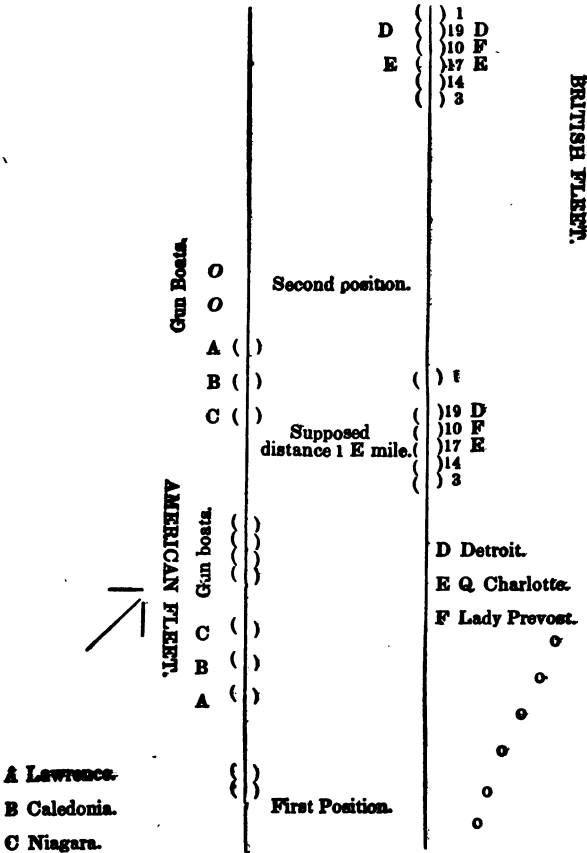 ( ) 1
D ( ) 19 D
( ) 10 F
E ( ) 17 E
( ) 14
( ) 3
BRITISH FLEET.
Gun Boats.
O
O
Second position.
A ( )
B ( )
C ( )
( )
( ) 19 D
( ) 10 F
( ) 17 E
( ) 14
( ) 3
Supposed
distance 1 E mile.
AMERICAN FLEET.
Gun boats.
C ( )
B ( )
A ( )
D Detroit.
E Q Charlotte.
F Lady Prevost.
o
o
o
o
o
o
First Position.
A Lawrence.
B Caledonia.
C Niagara.